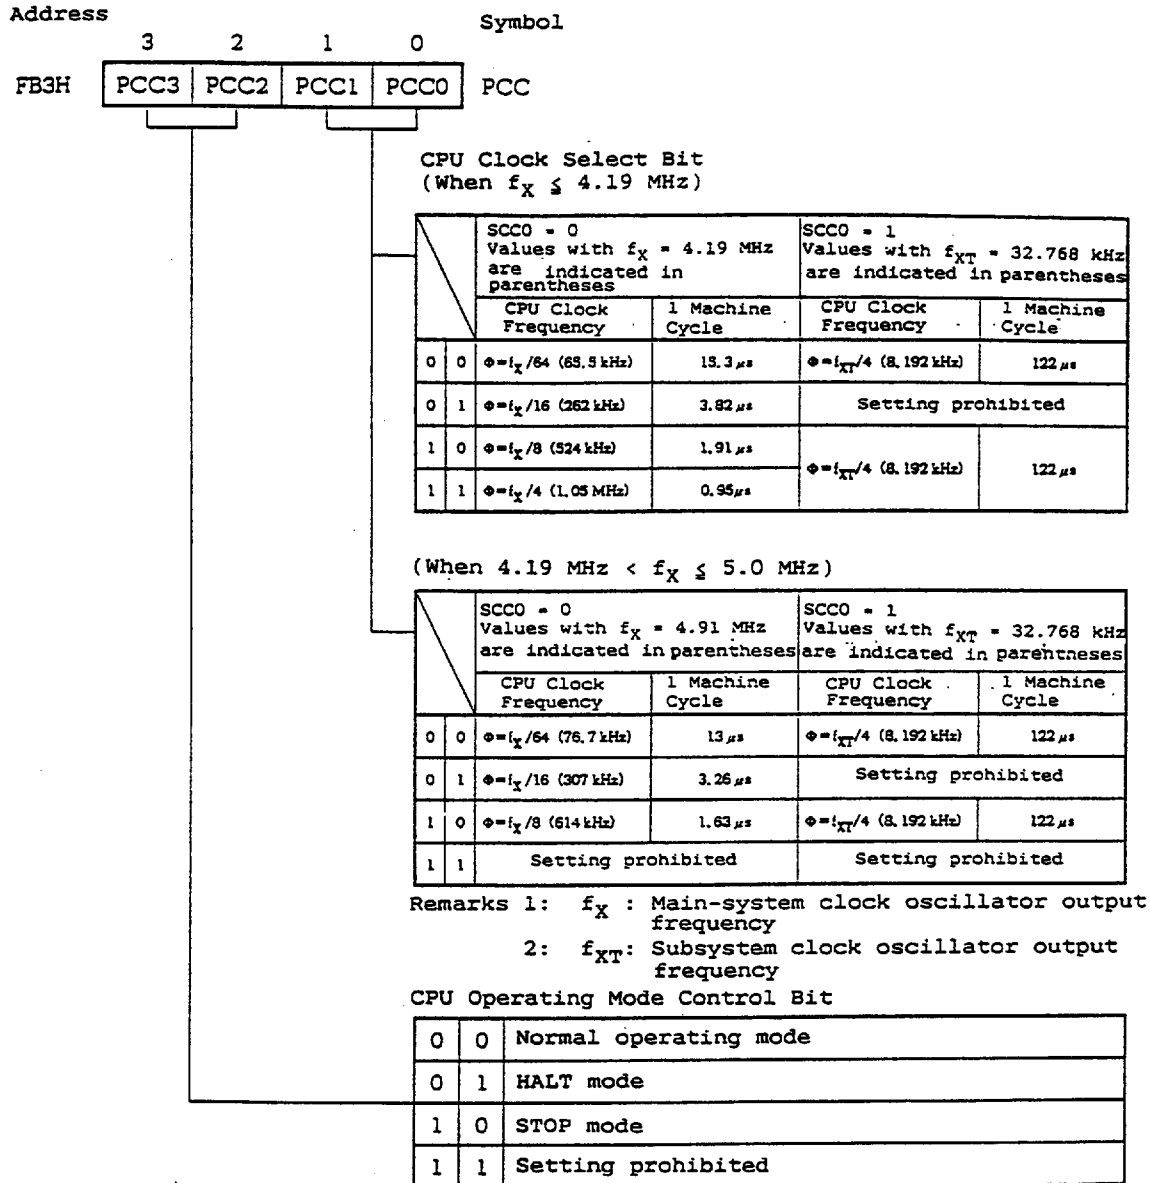 Address
Symbol
3 2 1 0
FB3H PCC3 PCC2 PCC1 PCC0 PCC
CPU Clock Select Bit
(When fX ≦ 4.19 MHz)
SCC0 = 0
Values with fX = 4.19 MHz
are indicated in
parentheses
SCC0 = 1
Values with fXT = 32.768 kHz
are indicated in parentheses
CPU Clock Frequency 1 Machine Cycle CPU Clock Frequency 1 Machine Cycle
0 0 Φ=fX/64 (65.5 kHz) 15.3 μs Φ=fXT/4 (8.192 kHz) 122 μs
0 1 Φ=fX/16 (262 kHz) 3.82 μs Setting prohibited
1 0 Φ=fX/8 (524 kHz) 1.91 μs Φ=fXT/4 (8.192 kHz) 122 μs
1 1 Φ=fX/4 (1.05 MHz) 0.95 μs
(When 4.19 MHz < fX ≦ 5.0 MHz)
SCC0 = 0
Values with fX = 4.91 MHz
are indicated in parentheses
SCC0 = 1
Values with fXT = 32.768 kHz
are indicated in parentheses
CPU Clock Frequency 1 Machine Cycle CPU Clock Frequency 1 Machine Cycle
0 0 Φ=fX/64 (76.7 kHz) 13 μs Φ=fXT/4 (8.192 kHz) 122 μs
0 1 Φ=fX/16 (307 kHz) 3.26 μs Setting prohibited
1 0 Φ=fX/8 (614 kHz) 1.63 μs Φ=fXT/4 (8.192 kHz) 122 μs
1 1 Setting prohibited Setting prohibited
Remarks 1: fX : Main-system clock oscillator output
frequency
2: fXT: Subsystem clock oscillator output
frequency
CPU Operating Mode Control Bit
0 0 Normal operating mode
0 1 HALT mode
1 0 STOP mode
1 1 Setting prohibited